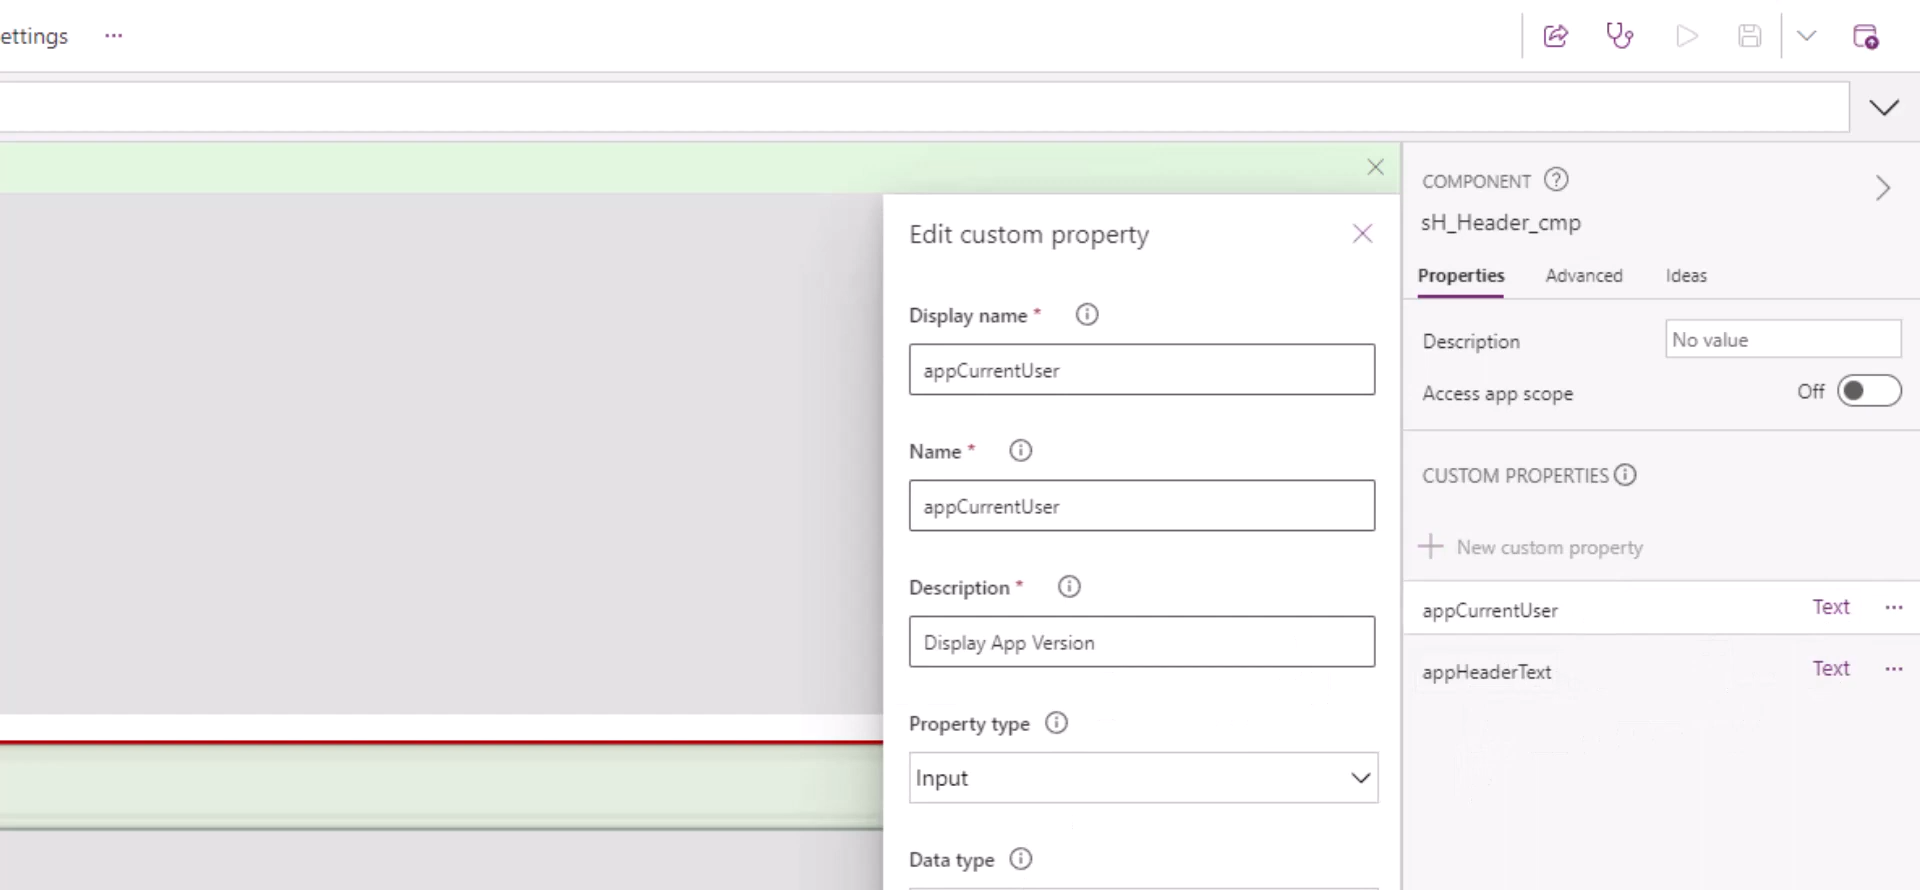 ettings ...
Edit custom property
Display name *
appCurrentUser
Name *
appCurrentUser
Description *
Display App Version
Property type
Input
Data type
COMPONENT
sH_Header_cmp
Properties Advanced Ideas
Description No value
Access app scope Off
CUSTOM PROPERTIES
+ New custom property
appCurrentUser Text ...
appHeaderText Text ...